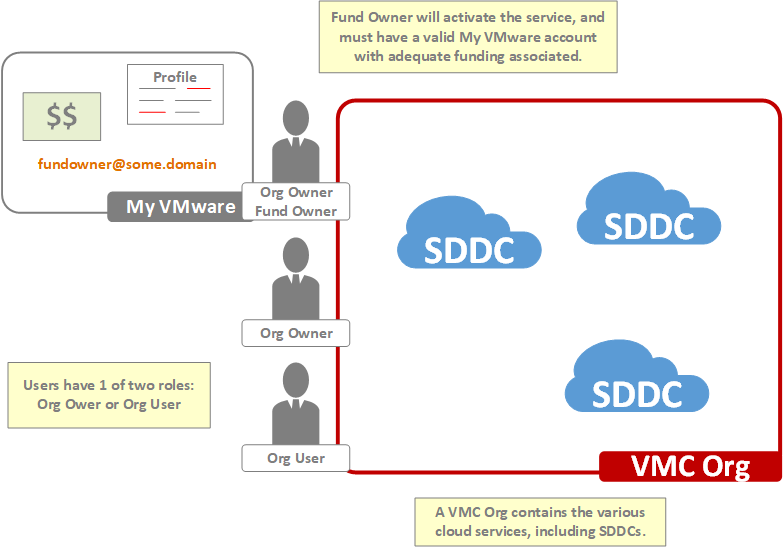 Fund Owner will activate the service, and
must have a valid My VMware account
with adequate funding associated.
Profile
$$
fundowner@some.domain
My VMware
Org Owner
Fund Owner
SDDC
SDDC
Org Owner
SDDC
Users have 1 of two roles:
Org Ower or Org User
Org User
VMC Org
A VMC Org contains the various
cloud services, including SDDCs.